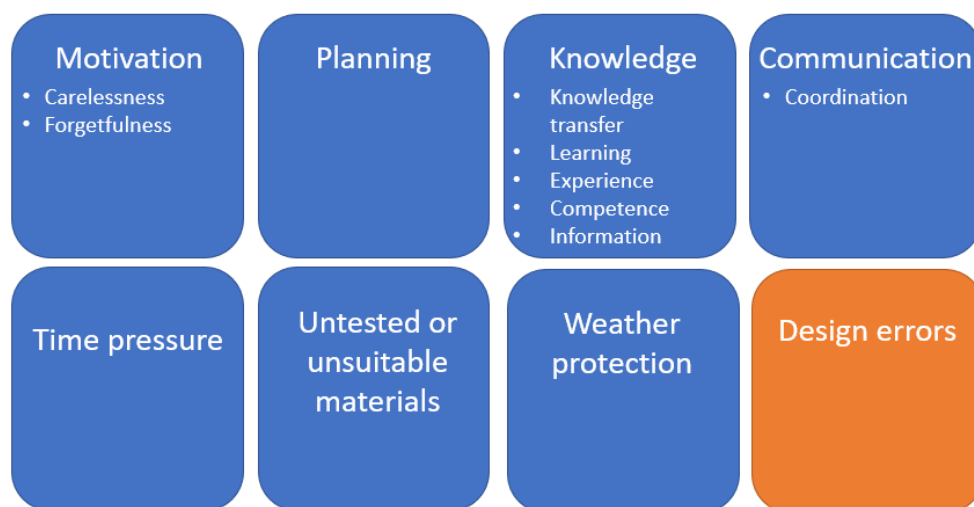 Motivation
• Carelessness
• Forgetfulness
Planning
Knowledge
• Knowledge
transfer
• Learning
• Experience
• Competence
• Information
Communication
• Coordination
Time pressure
Untested or
unsuitable
materials
Weather
protection
Design errors